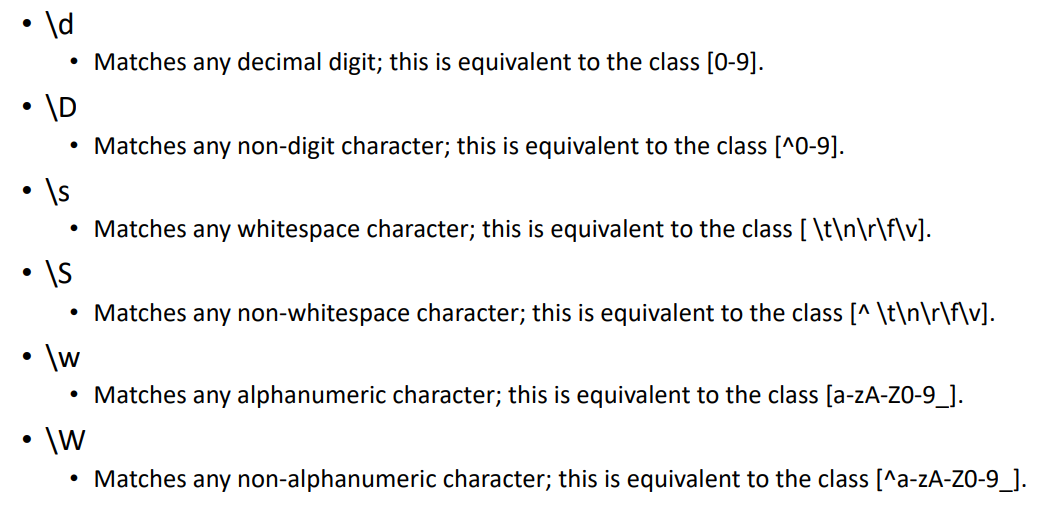 • \d
• Matches any decimal digit; this is equivalent to the class [0-9].
• \D
• Matches any non-digit character; this is equivalent to the class [^0-9].
• \s
• Matches any whitespace character; this is equivalent to the class [ \t\n\r\f\v].
• \S
• Matches any non-whitespace character; this is equivalent to the class [^ \t\n\r\f\v].
• \w
• Matches any alphanumeric character; this is equivalent to the class [a-zA-Z0-9_].
• \W
• Matches any non-alphanumeric character; this is equivalent to the class [^a-zA-Z0-9_].